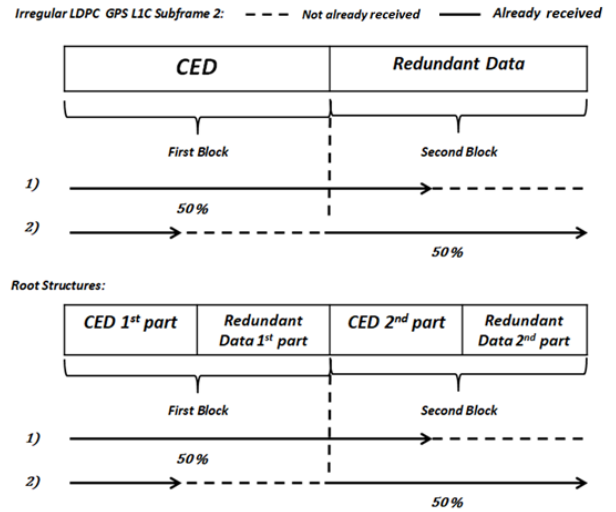 Irregular LDPC GPS L1C Subframe 2: Not already received Already received
CED Redundant Data
First Block Second Block
1)
50%
2)
50%
Root Structures:
CED 1st part Redundant Data 1st part CED 2nd part Redundant Data 2nd part
First Block Second Block
1)
50%
2)
50%